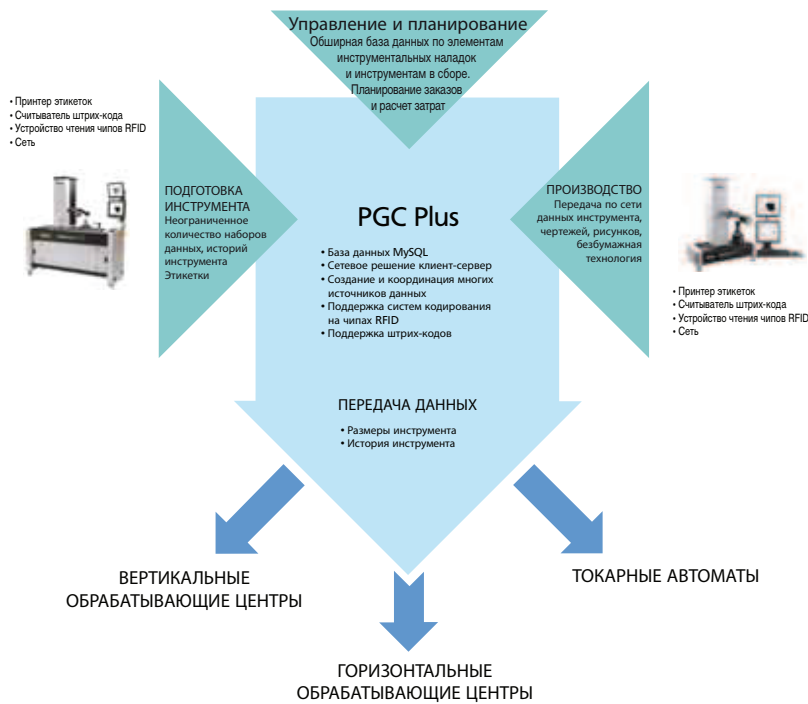 Управление и планирование
Обширная база данных по элементам
инструментальных наладок
и инструментам в сборе.
Планирование заказов
и расчет затрат
• Принтер этикеток
• Считыватель штрих-кода
• Устройство чтения чипов RFID
• Сеть
ПОДГОТОВКА
ИНСТРУМЕНТА
Неограниченное
количество наборов
данных, историй
инструмента
Этикетки
PGC Plus
• База данных MySQL
• Сетевое решение клиент-сервер
• Создание и координация многих
источников данных
• Поддержка систем кодирования
на чипах RFID
• Поддержка штрих-кодов
ПРОИЗВОДСТВО
Передача по сети
данных инструмента,
чертежей, рисунков,
безбумажная
технология
• Принтер этикеток
• Считыватель штрих-кода
• Устройство чтения чипов RFID
• Сеть
ПЕРЕДАЧА ДАННЫХ
• Размеры инструмента
• История инструмента
ВЕРТИКАЛЬНЫЕ
ОБРАБАТЫВАЮЩИЕ ЦЕНТРЫ
ТОКАРНЫЕ АВТОМАТЫ
ГОРИЗОНТАЛЬНЫЕ
ОБРАБАТЫВАЮЩИЕ ЦЕНТРЫ